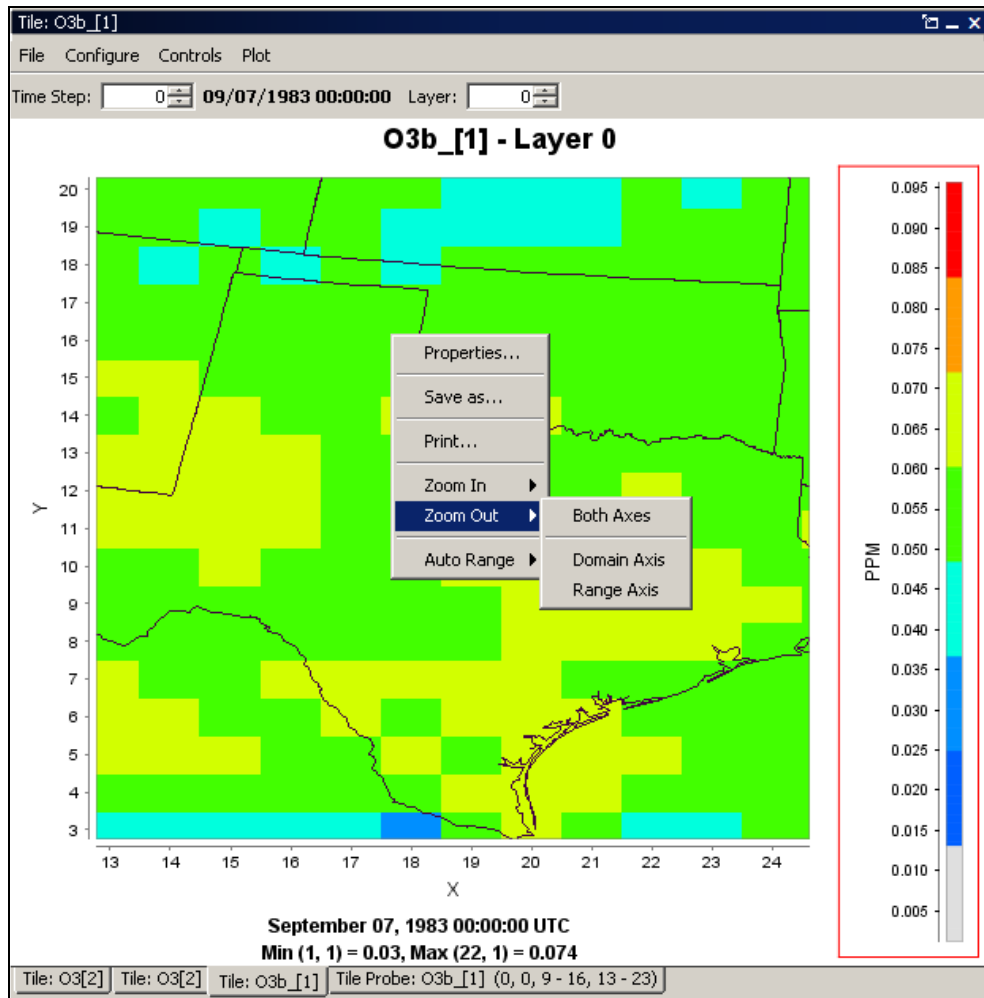 Tile: O3b_[1]
File Configure Controls Plot
Time Step: 0 09/07/1983 00:00:00 Layer: 0
O3b_[1] - Layer 0
20
19
18
17
16
15
14
13
12
11
10
9
8
7
6
5
4
3
Y
13 14 15 16 17 18 19 20 21 22 23 24
X
Properties...
Save as...
Print...
Zoom In
Zoom Out
Auto Range
Both Axes
Domain Axis
Range Axis
0.095
0.090
0.085
0.080
0.075
0.070
0.065
0.060
0.055
0.050
0.045
0.040
0.035
0.030
0.025
0.020
0.015
0.010
0.005
PPM
September 07, 1983 00:00:00 UTC
Min (1, 1) = 0.03, Max (22, 1) = 0.074
Tile: O3[2] Tile: O3[2] Tile: O3b_[1] Tile Probe: O3b_[1] (0, 0, 9 - 16, 13 - 23)